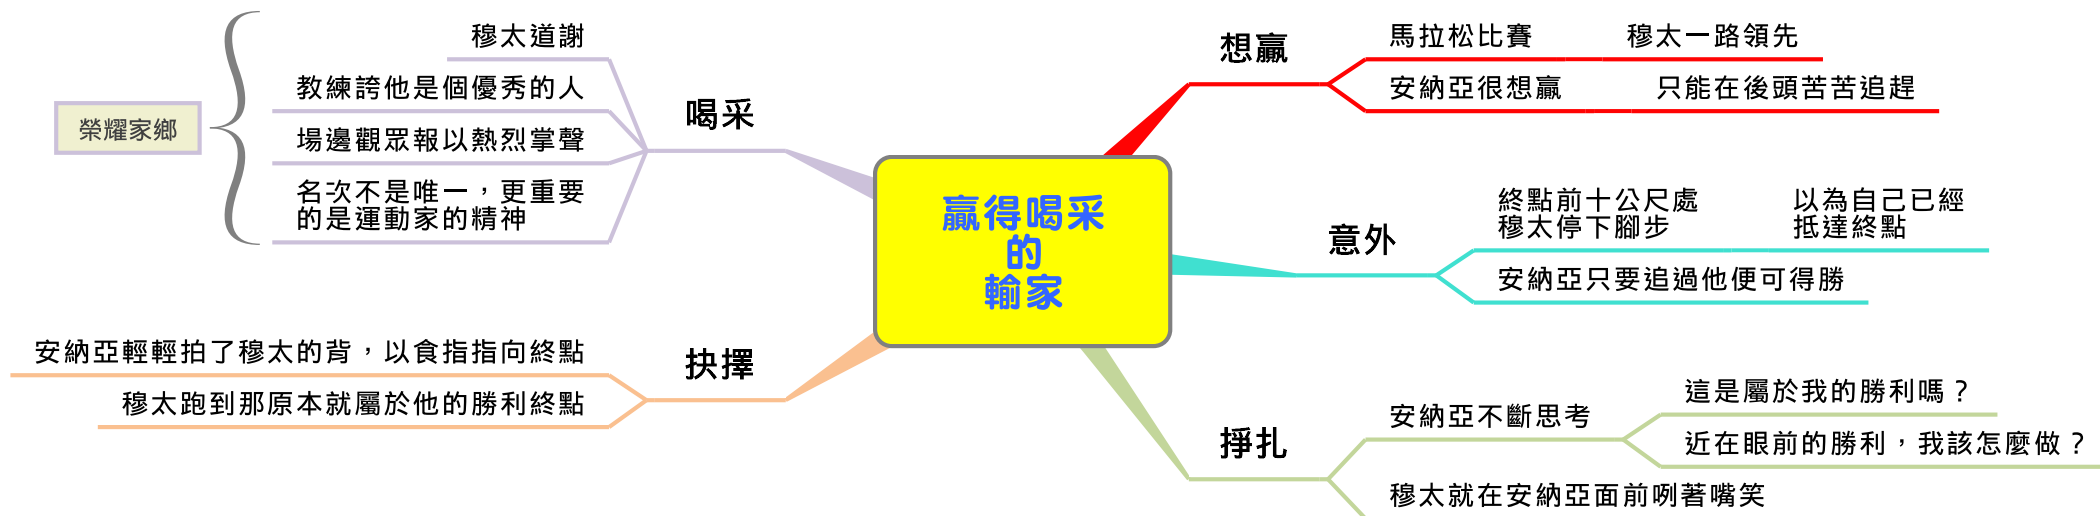 贏得喝采
的
輸家
想贏
馬拉松比賽
穆太一路領先
安納亞很想贏
只能在後頭苦苦追趕
意外
終點前十公尺處
穆太停下腳步
以為自己已經
抵達終點
安納亞只要追過他便可得勝
掙扎
安納亞不斷思考
這是屬於我的勝利嗎？
近在眼前的勝利，我該怎麼做？
穆太就在安納亞面前咧著嘴笑
抉擇
安納亞輕輕拍了穆太的背，以食指指向終點
穆太跑到那原本就屬於他的勝利終點
喝采
穆太道謝
教練誇他是個優秀的人
場邊觀眾報以熱烈掌聲
名次不是唯一，更重要
的是運動家的精神
榮耀家鄉